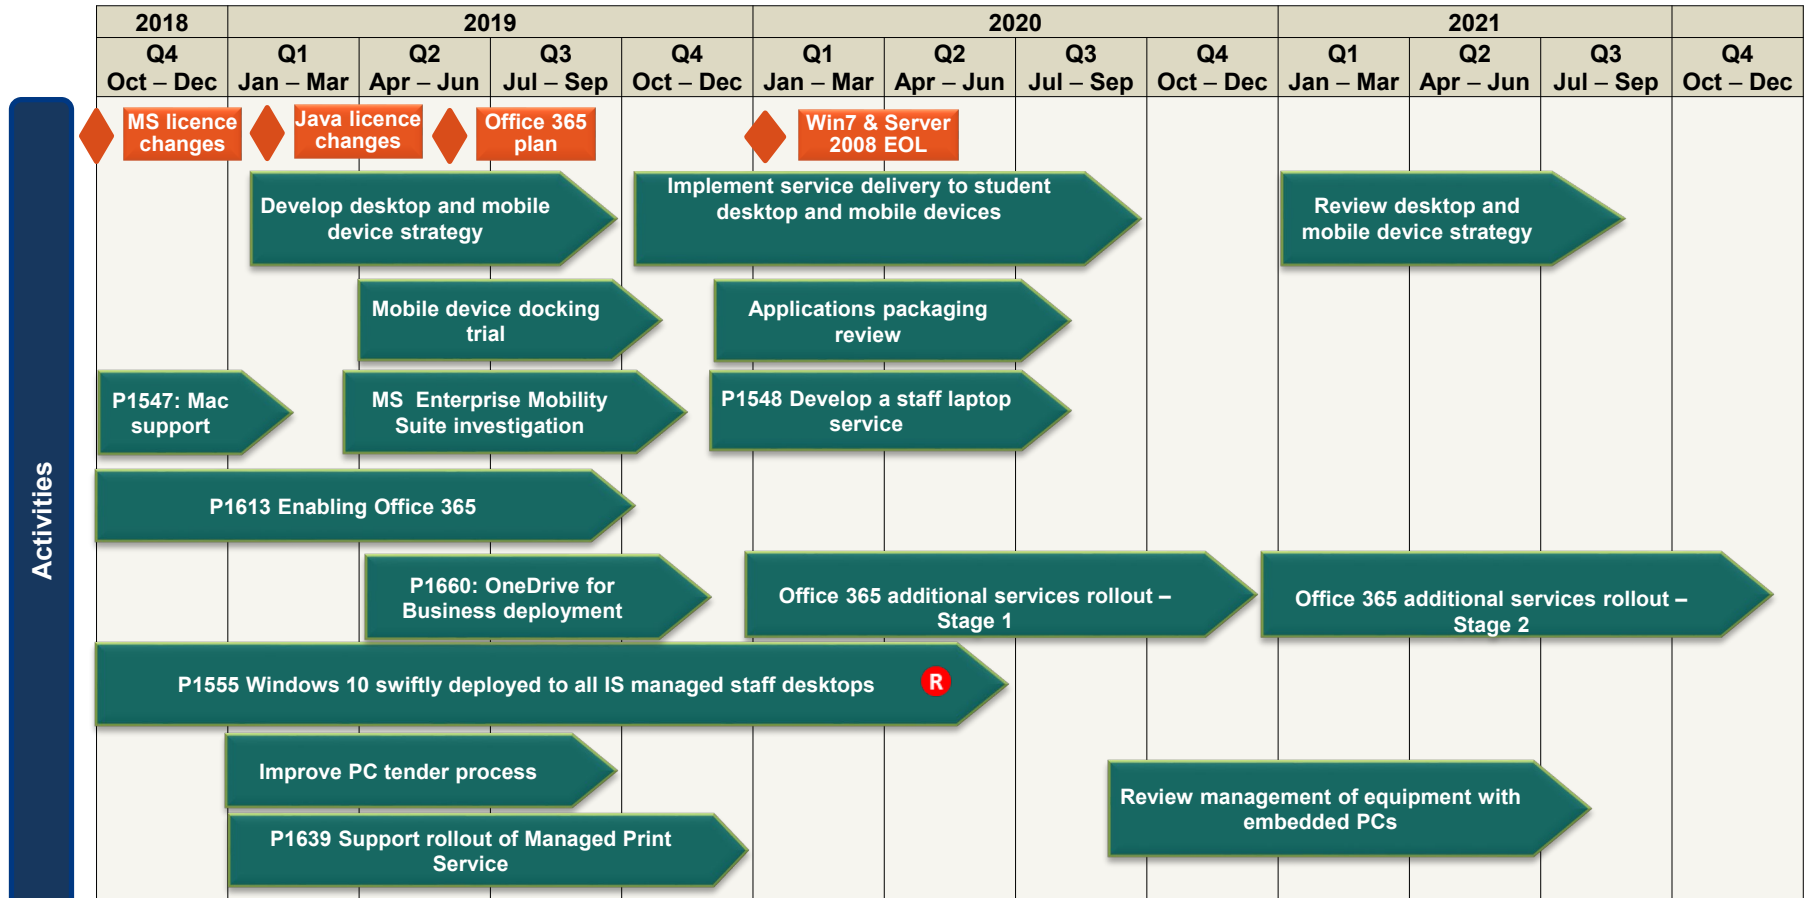 2018
2019
2020
2021
Q4
Q1
Q2
Q3
Q4
Q1
Q2
Q3
Q4
Q1
Q2
Q3
Q4
Oct – Dec
Jan – Mar
Apr – Jun
Jul – Sep
Oct – Dec
Jan – Mar
Apr – Jun
Jul – Sep
Oct – Dec
Jan – Mar
Apr – Jun
Jul – Sep
Oct – Dec
Activities
MS licence
changes
Java licence
changes
Office 365
plan
Win7 & Server
2008 EOL
Develop desktop and mobile
device strategy
Implement service delivery to student
desktop and mobile devices
Review desktop and
mobile device strategy
Mobile device docking
trial
Applications packaging
review
P1547: Mac
support
MS Enterprise Mobility
Suite investigation
P1548 Develop a staff laptop
service
P1613 Enabling Office 365
P1660: OneDrive for
Business deployment
Office 365 additional services rollout –
Stage 1
Office 365 additional services rollout –
Stage 2
P1555 Windows 10 swiftly deployed to all IS managed staff desktops
R
Improve PC tender process
Review management of equipment with
embedded PCs
P1639 Support rollout of Managed Print
Service